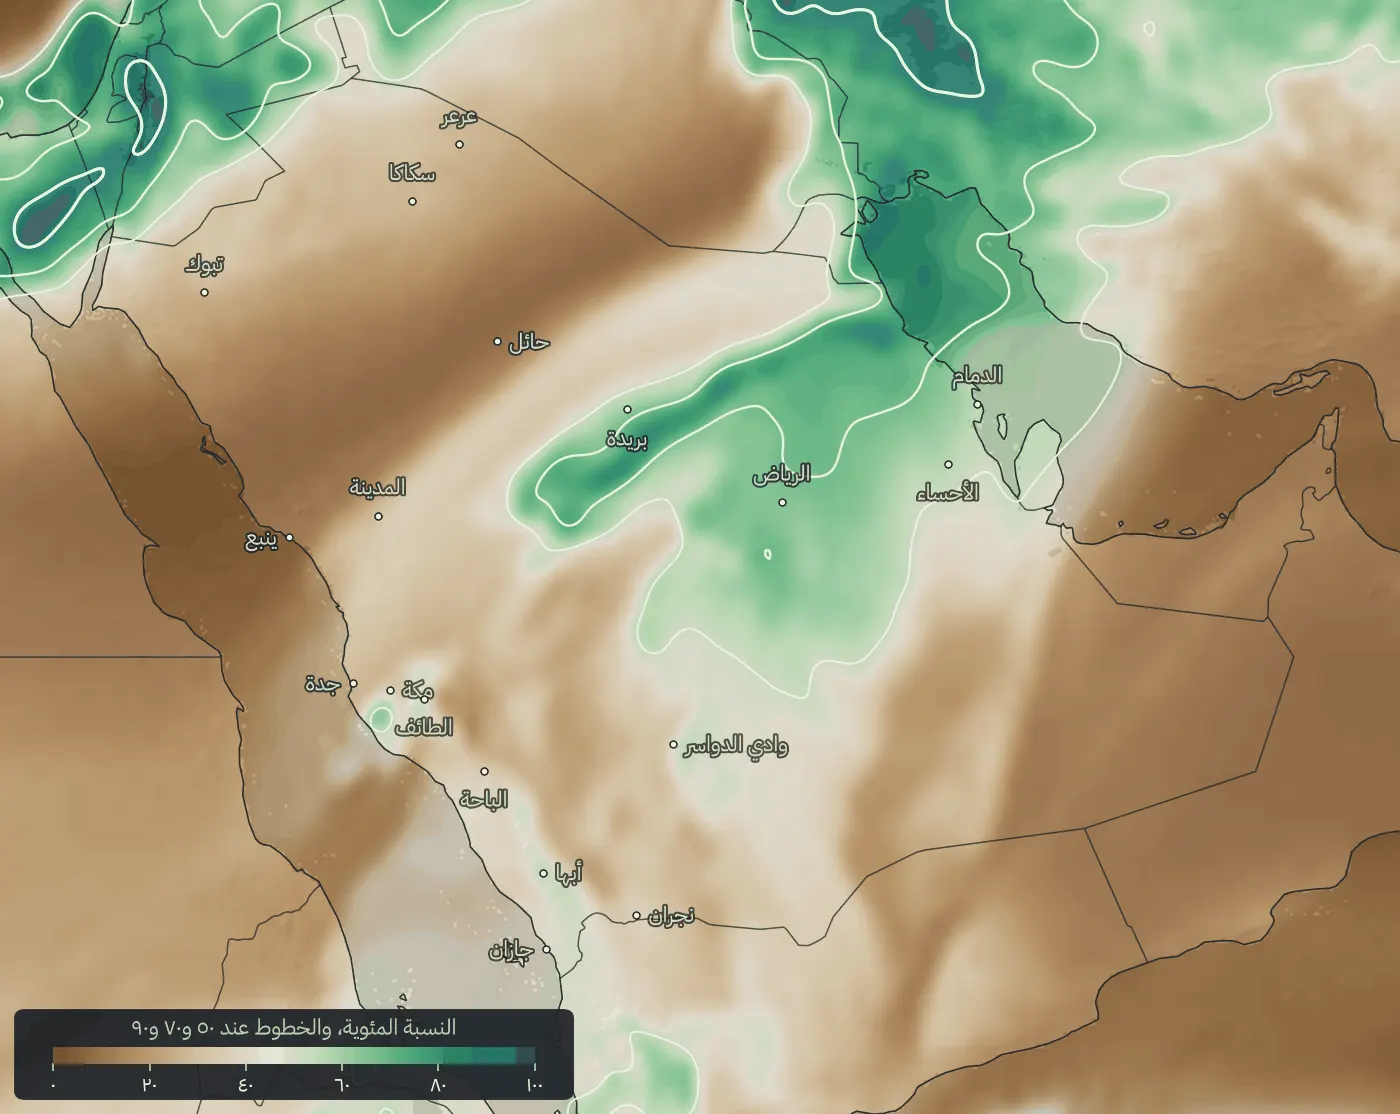 عرعر
سكاكا
تبوك
حائل
الدمام
بريدة
الرياض
المدينة
الأحساء
ينبع
جدة
مكة
الطائف
وادي الدواسر
الباحة
أبها
نجران
جازان
النسبة المئوية، والخطوط عند ٥٠ و٧٠ و٩٠
٠ ٢٠ ٤٠ ٦٠ ٨٠ ١٠٠